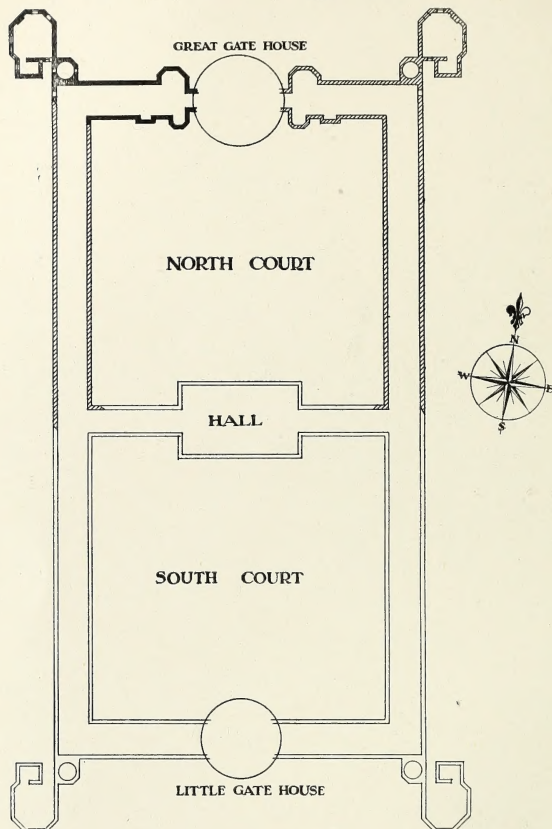 GREAT GATE HOUSE
NORTH COURT
N
W
E
S
HALL
SOUTH COURT
LITTLE GATE HOUSE